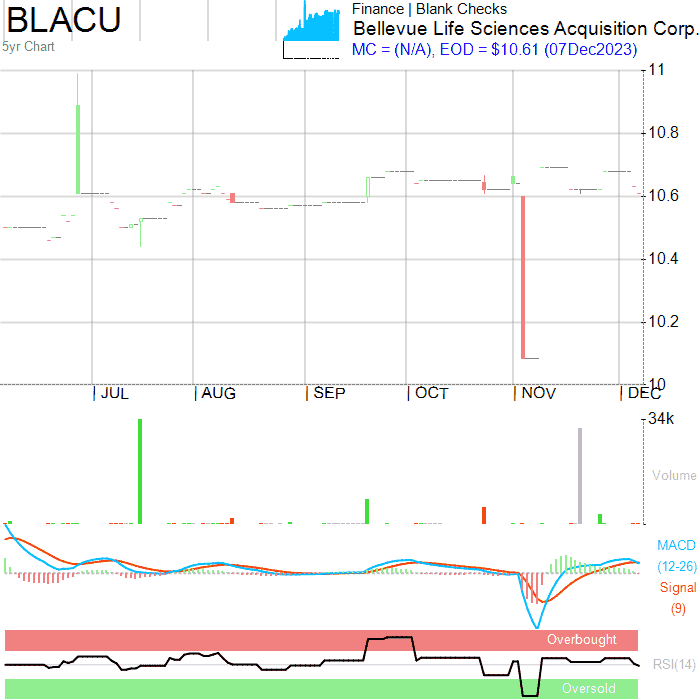 BLACU
5yr Chart
Finance | Blank Checks
Bellevue Life Sciences Acquisition Corp.
MC = (N/A), EOD = $10.61 (07Dec2023)
11
10.8
10.6
10.4
10.2
10
JUL AUG SEP OCT NOV DEC
34k
Volume
MACD
(12-26)
Signal
(9)
Overbought
RSI(14)
Oversold